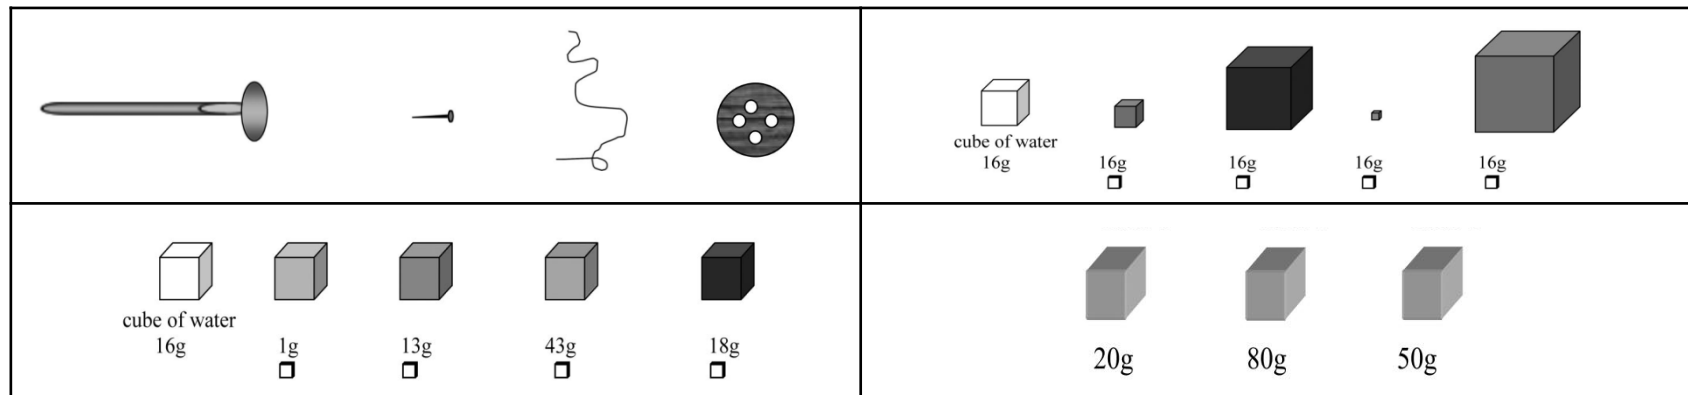 cube of water
16g 16g 16g 16g 16g
cube of water
16g 1g 13g 43g 18g
20g 80g 50g